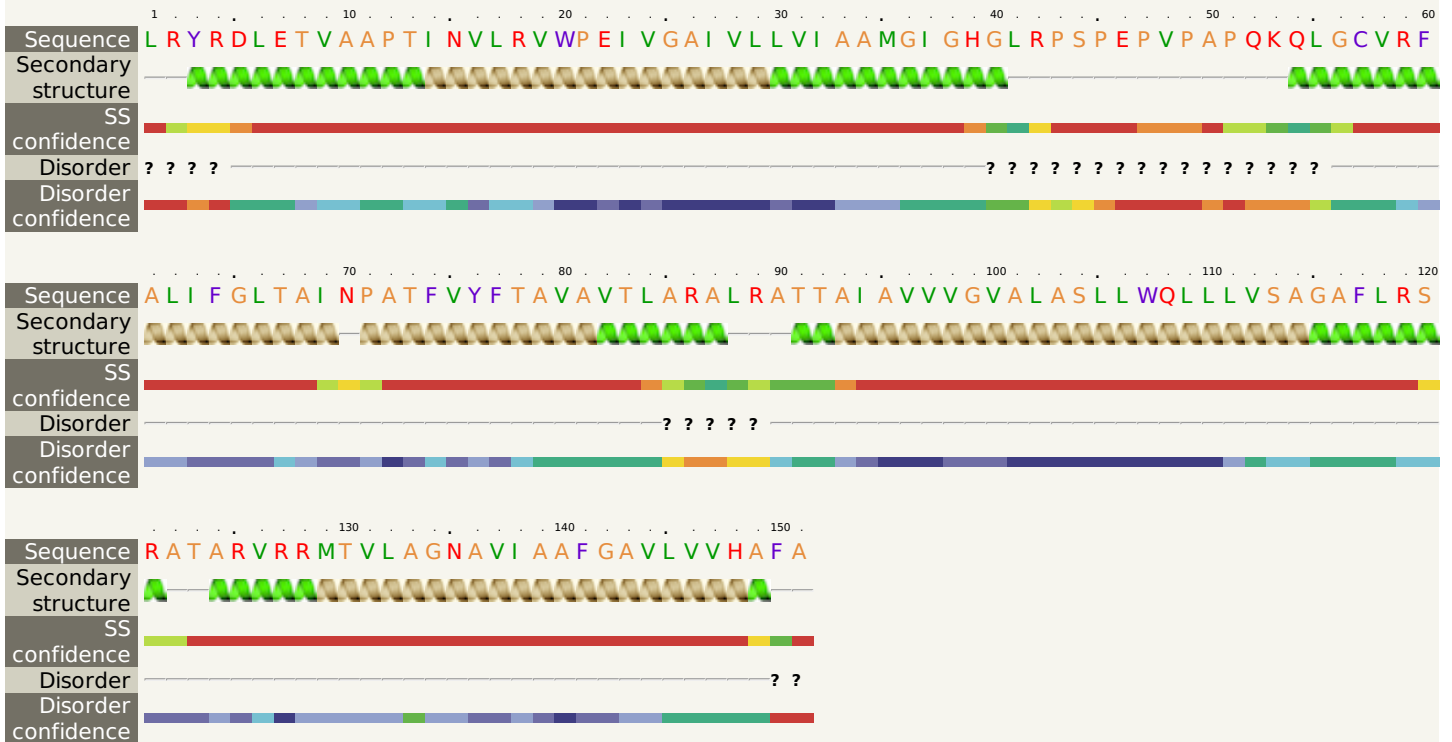 1 . . . . . . . . 10 . . . . . . . . . 20 . . . . . . . . . 30 . . . . . . . . . 40 . . . . . . . . . 50 . . . . . . . . . 60
Sequence L R Y R D L E T V A A P T I N V L R V W P E I V G A I V L L V I A A M G I G H G L R P S P E P V P A P Q K Q L G C V R F
Secondary
structure
SS
confidence
Disorder ? ? ? ? ? ? ? ? ? ? ? ? ? ? ? ? ? ? ? ?
Disorder
confidence
. . . . . . . . . 70 . . . . . . . . . 80 . . . . . . . . . 90 . . . . . . . . . 100 . . . . . . . . . 110 . . . . . . . . . 120
Sequence A L I F G L T A I N P A T F V Y F T A V A V T L A R A L R A T T A I A V V V G V A L A S L L W Q L L L V S A G A F L R S
Secondary
structure
SS
confidence
Disorder ? ? ? ? ?
Disorder
confidence
. . . . . . . . . 130 . . . . . . . . . 140 . . . . . . . . . 150 .
Sequence R A T A R V R R M T V L A G N A V I A A F G A V L V V H A F A
Secondary
structure
SS
confidence
Disorder ? ?
Disorder
confidence